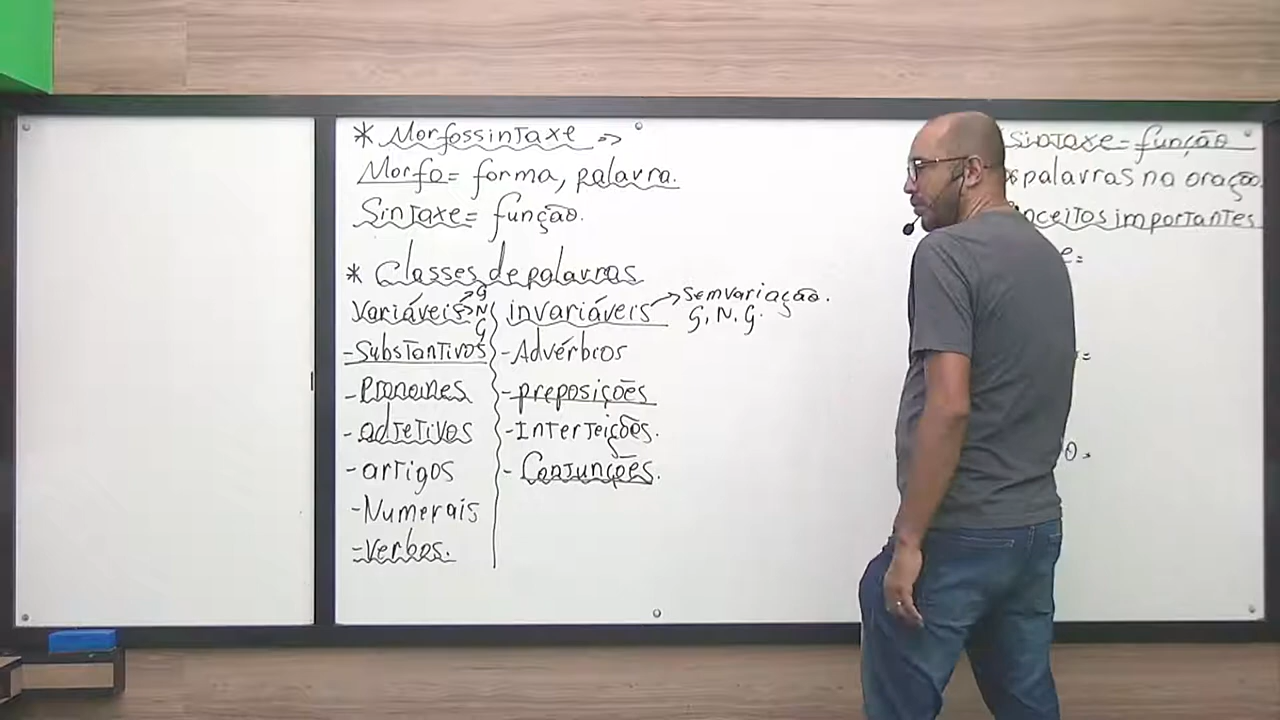 * Morfossintaxe =>
Morfo = forma, palavra.
Sintaxe = função.
* Classes de palavras.
Variáveis => G N G
invariáveis → Sem variação.
G, N, G.
- Substantivos
- Pronomes
- adjetivos
- artigos
- Numerais
- Verbos.
- Advérbios
- preposições
- Interjeições.
- Conjunções.
Sintaxe = função
palavras na oração
importantes